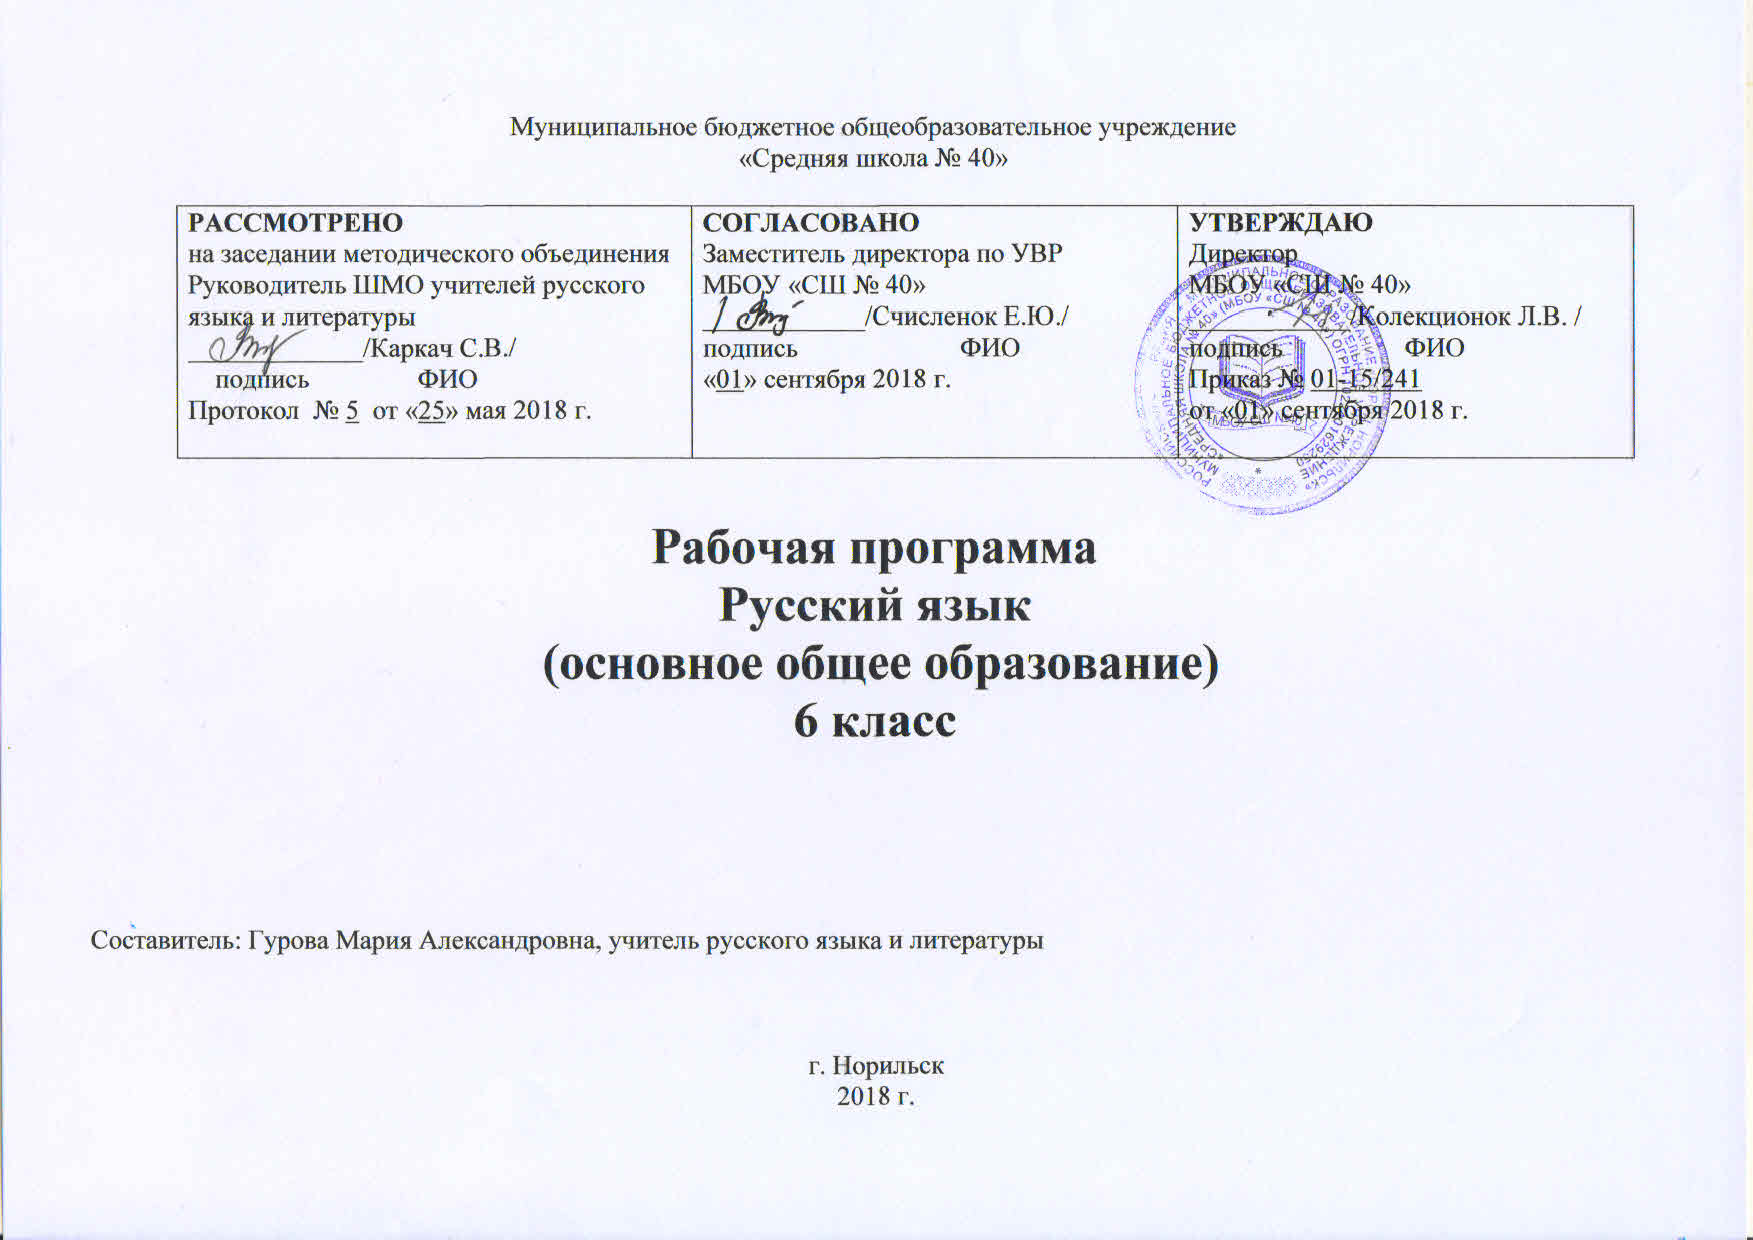 Муниципальное бюджетное общеобразовательное учреждение
«Средняя школа № 40»
РАССМОТРЕНО
на заседании методического объединения
Руководитель ШМО учителей русского
языка и литературы
/Каркач С.В./
подпись ФИО
Протокол № 5 от «25» мая 2018 г.
СОГЛАСОВАНО
Заместитель директора по УВР
МБОУ «СШ № 40»
/Счисленок Е.Ю./
подпись ФИО
«01» сентября 2018 г.
УТВЕРЖДАЮ
Директор
МБОУ «СШ № 40»
/Колекционок Л.В. /
подпись ФИО
Приказ № 01-15/241
от «01» сентября 2018 г.
Рабочая программа
Русский язык
(основное общее образование)
6 класс
Составитель: Гурова Мария Александровна, учитель русского языка и литературы
г. Норильск
2018 г.